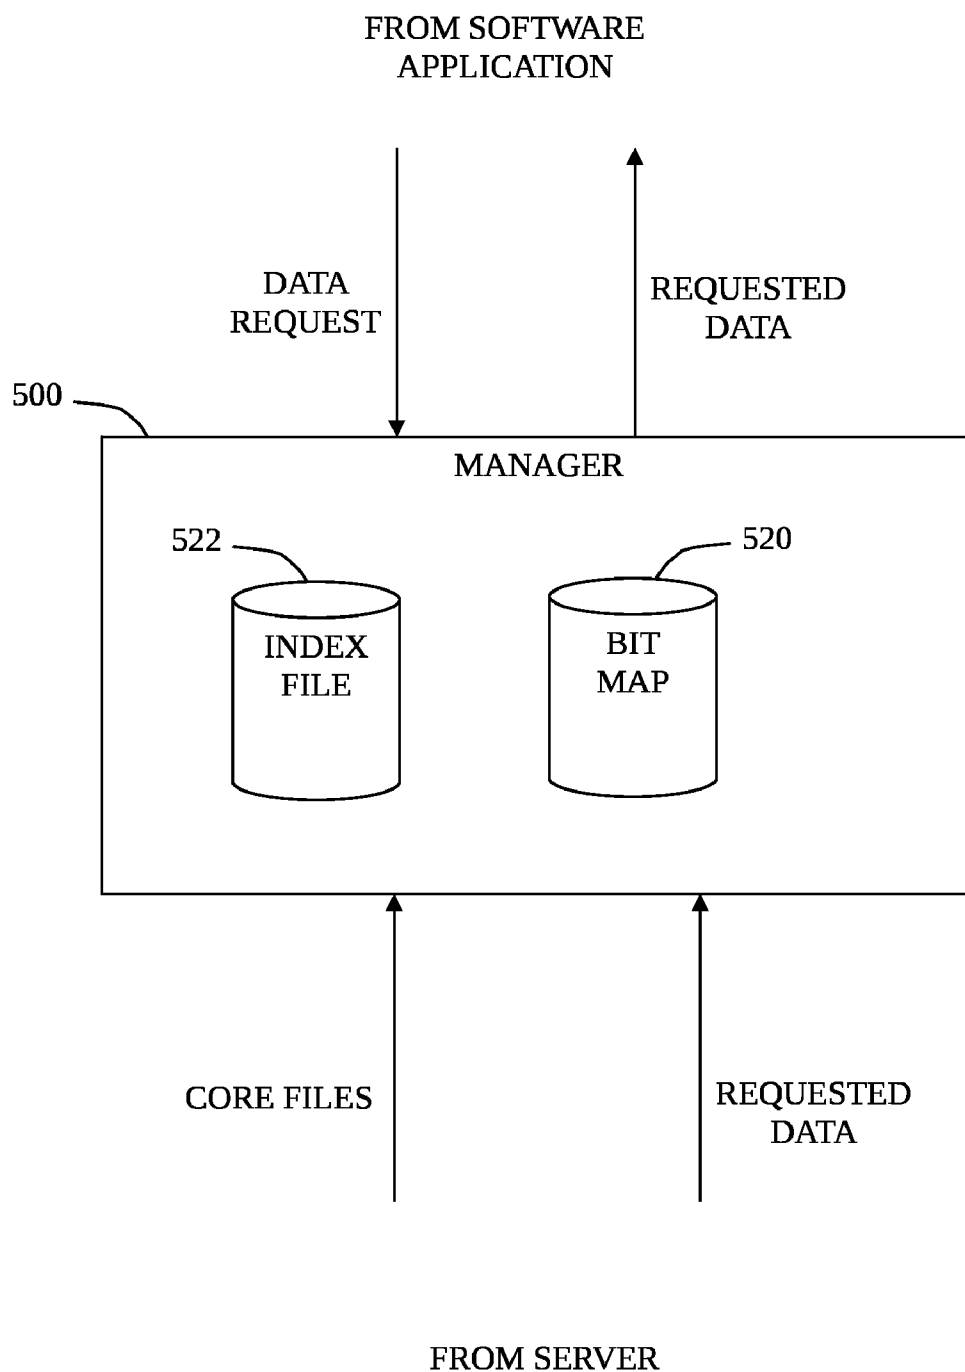 FROM SOFTWARE
APPLICATION
DATA
REQUEST
REQUESTED
DATA
500
MANAGER
522
520
INDEX
FILE
BIT
MAP
CORE FILES
REQUESTED
DATA
FROM SERVER